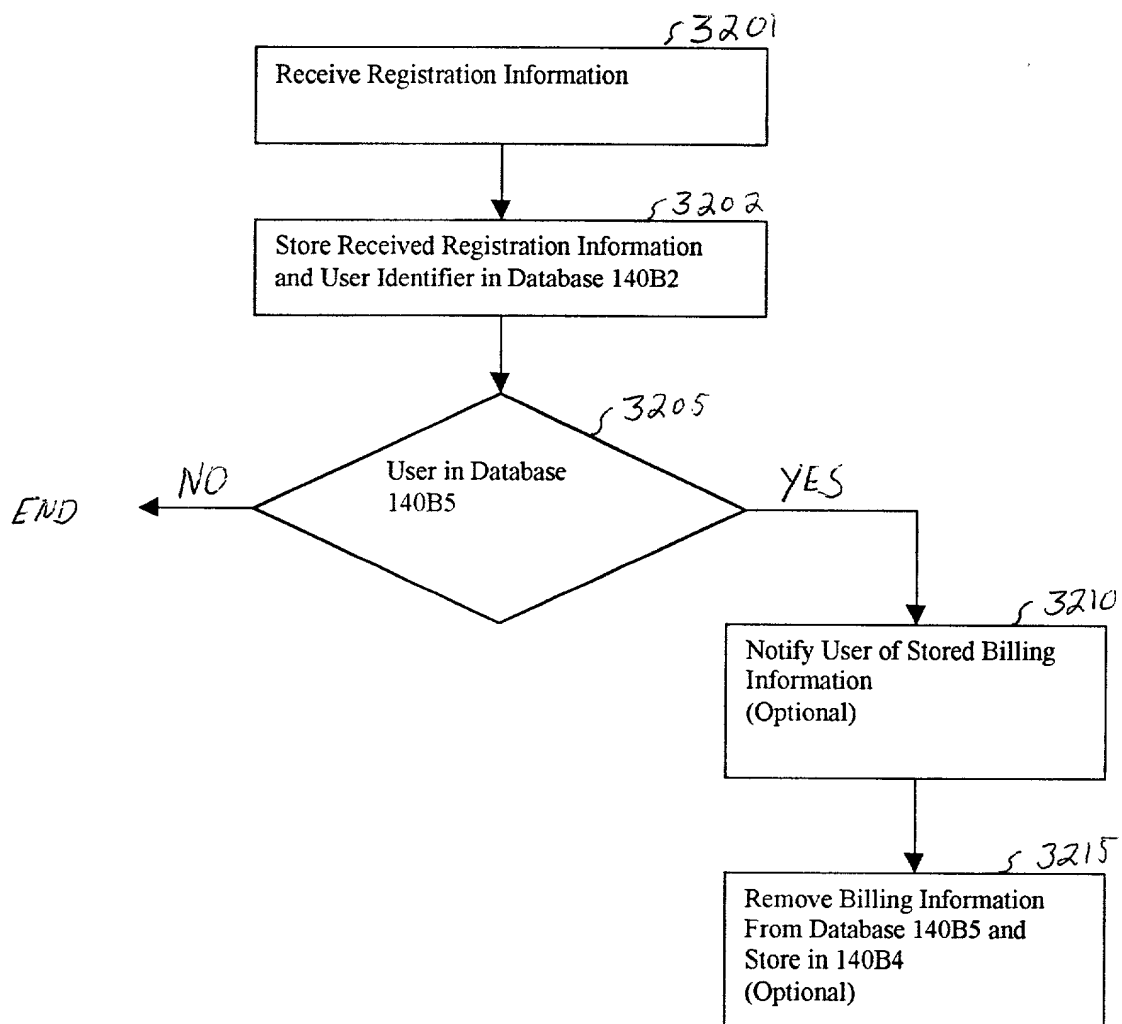 3201
Receive Registration Information
3202
Store Received Registration Information
and User Identifier in Database 140B2
3205
User in Database
140B5
NO
YES
END
3210
Notify User of Stored Billing
Information
(Optional)
3215
Remove Billing Information
From Database 140B5 and
Store in 140B4
(Optional)